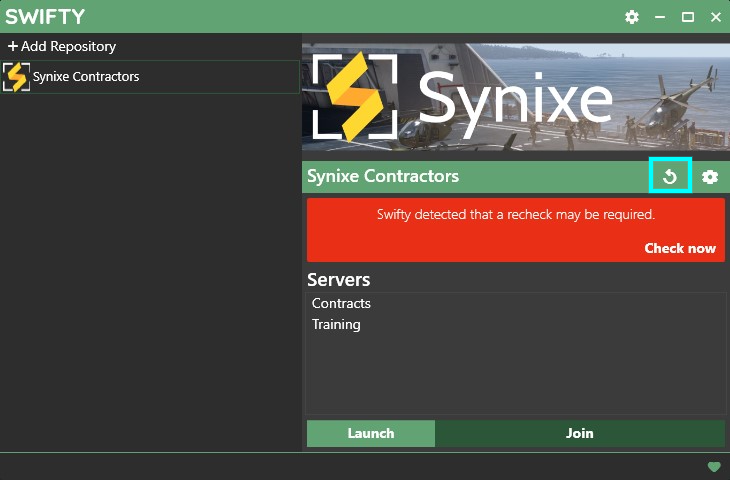 SWIFTY
+ Add Repository
Synixe Contractors
Synixe
Synixe Contractors
Swifty detected that a recheck may be required.
Check now
Servers
Contracts
Training
Launch
Join